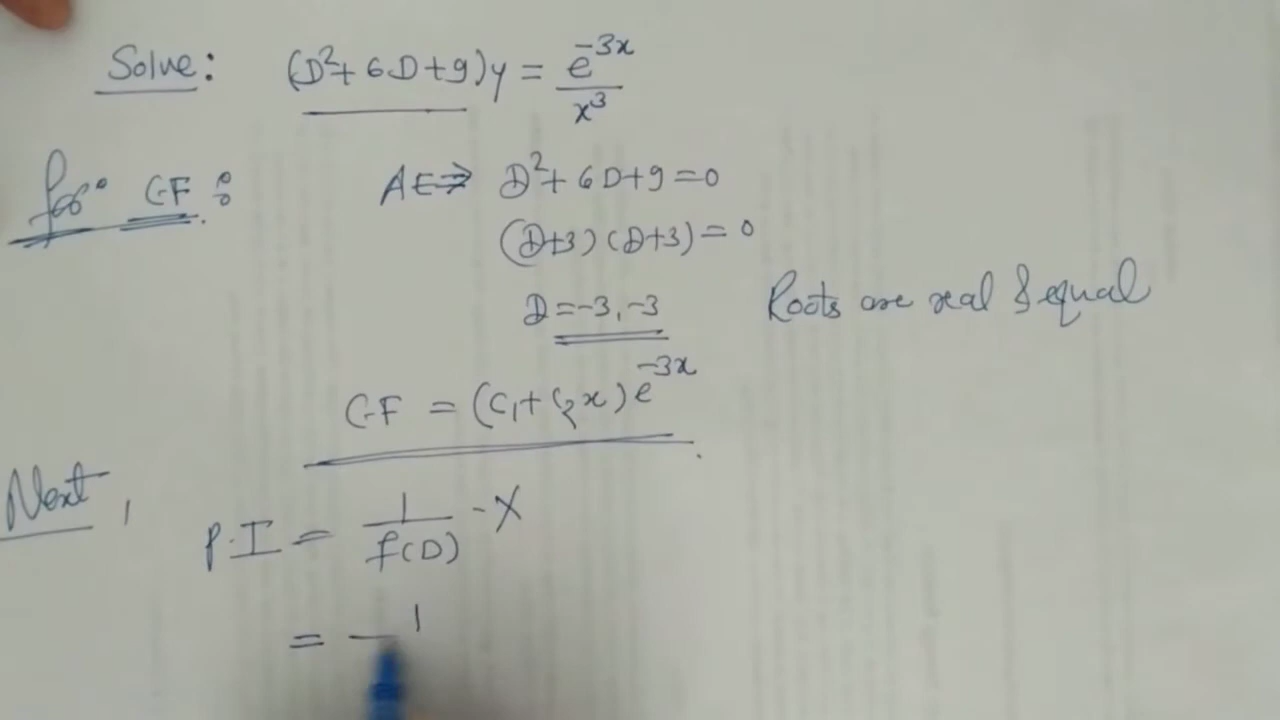 Solve: (D²+6D+9)y = e^{-3x}/x³
for CF: AE⇒ D²+6D+9=0
(D+3)(D+3)=0
D=-3,-3 Roots are real & equal
C.F = (C₁+C₂x)e^{-3x}
Next, P.I = 1/f(D) · X
= 1